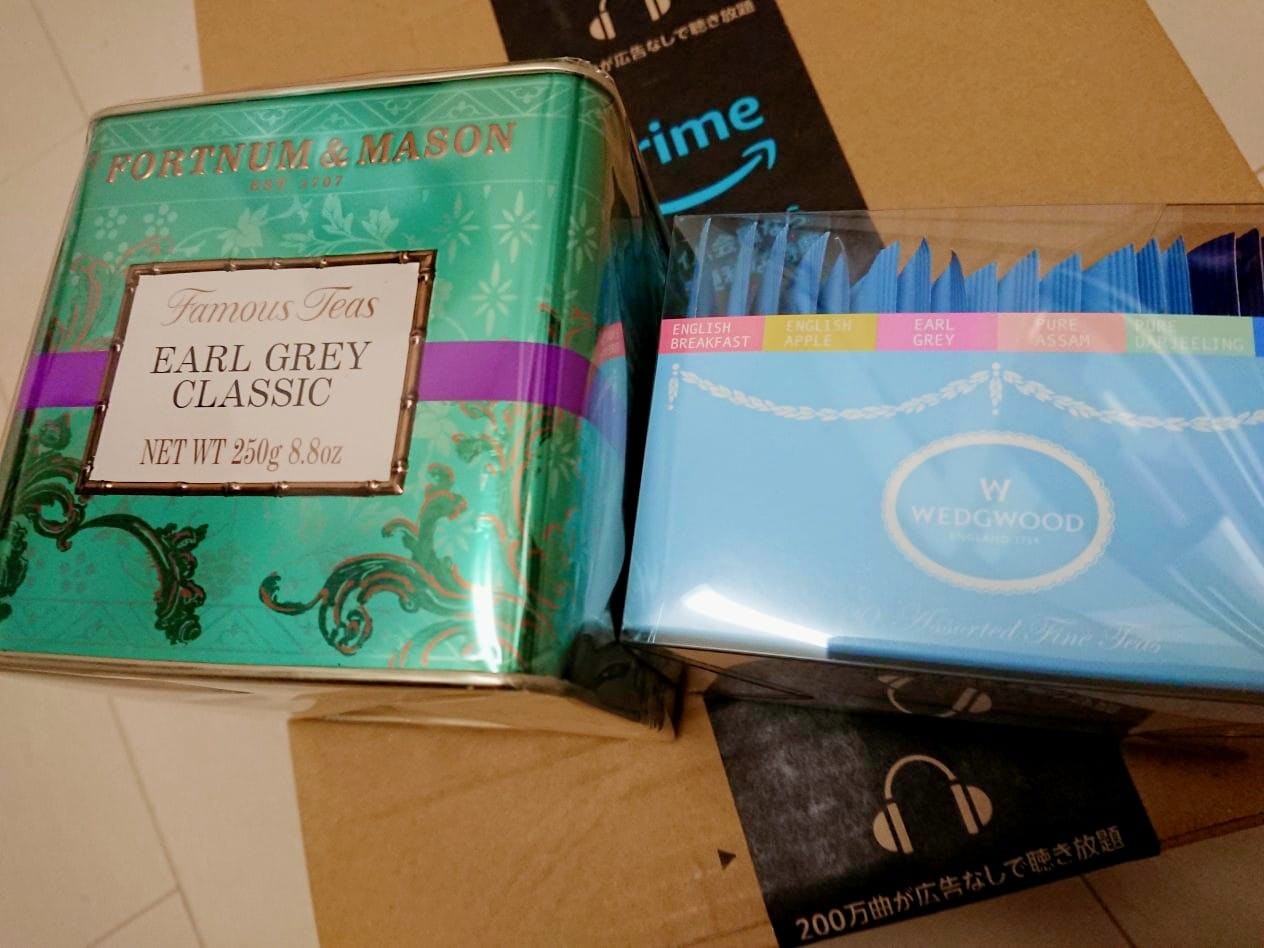 が広告なしで聴き放題
rime
FORTNUM & MASON
EST 1707
Famous Teas
EARL GREY
CLASSIC
NET WT 250g 8.8oz
ENGLISH
BREAKFAST
ENGLISH
APPLE
EARL
GREY
PURE
ASSAM
PURE
DARJEELING
W
WEDGWOOD
ENGLAND 1759
Assorted Fine Teas
200万曲が広告なしで聴き放題